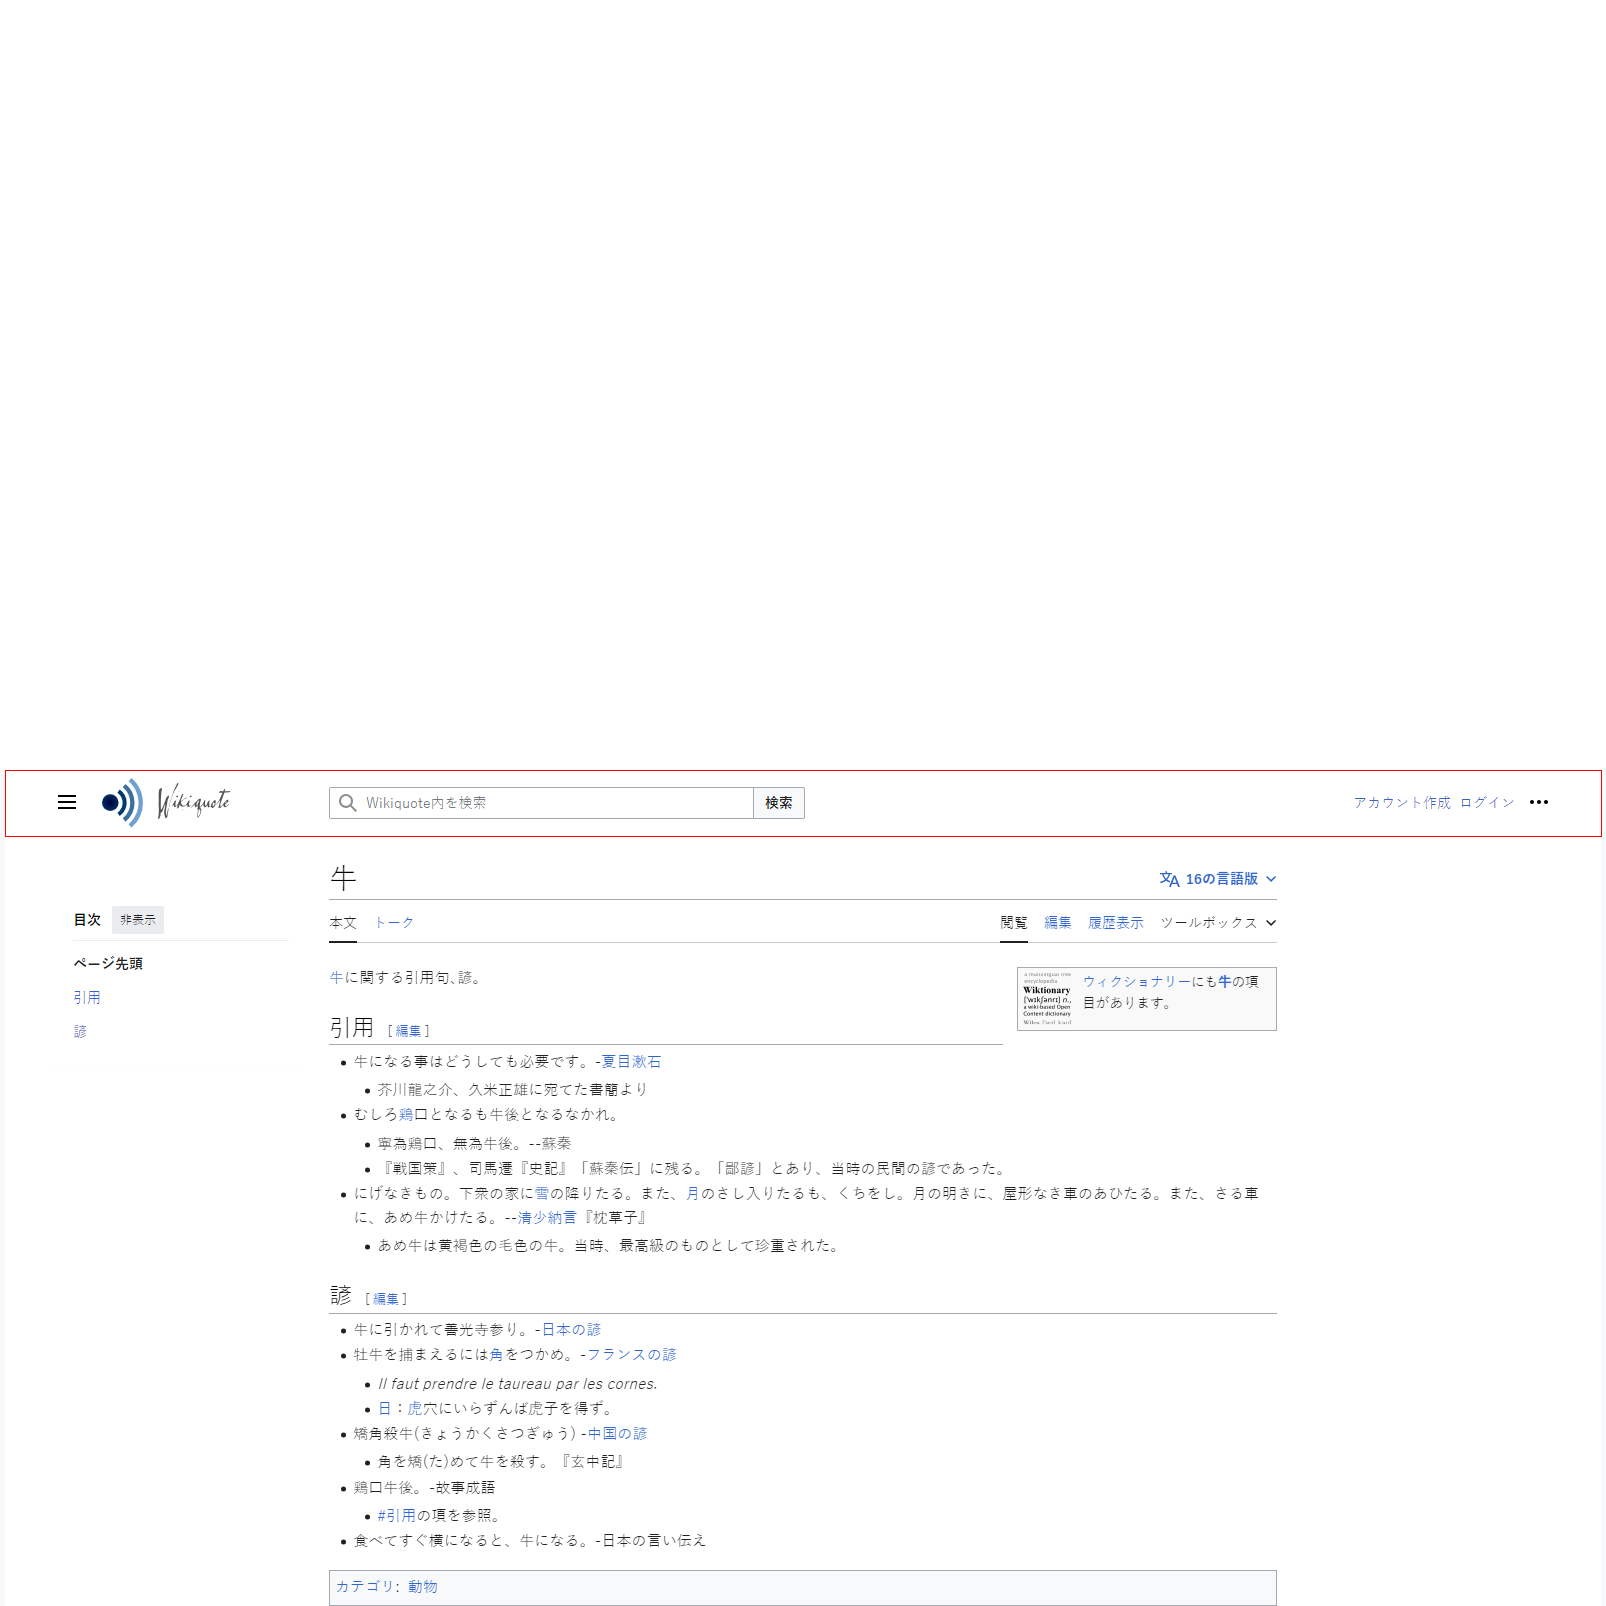 Wikiquote
Wikiquote内を検索
検索
アカウント作成 ログイン
牛
16の言語版
目次 非表示
本文 トーク
閲覧 編集 履歴表示 ツールボックス
ページ先頭
引用
諺
牛に関する引用句、諺。
encyclopedia
Wiktionary
['wɪkʃənrɪ] n.,
a wiki-based Open
Content dictionary
ウィクショナリーにも牛の項
目があります。
引用 [ 編集 ]
牛になる事はどうしても必要です。-夏目漱石
芥川龍之介、久米正雄に宛てた書簡より
むしろ鶏口となるも牛後となるなかれ。
寧為鶏口、無為牛後。--蘇秦
『戦国策』、司馬遷『史記』「蘇秦伝」に残る。「鄙諺」とあり、当時の民間の諺であった。
にげなきもの。下衆の家に雪の降りたる。また、月のさし入りたるも、くちをし。月の明きに、屋形なき車のあひたる。また、さる車
に、あめ牛かけたる。--清少納言『枕草子』
あめ牛は黄褐色の毛色の牛。当時、最高級のものとして珍重された。
諺 [ 編集 ]
牛に引かれて善光寺参り。-日本の諺
牡牛を捕まえるには角をつかめ。-フランスの諺
Il faut prendre le taureau par les cornes.
日：虎穴にいらずんば虎子を得ず。
矯角殺牛(きょうかくさつぎゅう) -中国の諺
角を矯(た)めて牛を殺す。『玄中記』
鶏口牛後。-故事成語
#引用の項を参照。
食べてすぐ横になると、牛になる。-日本の言い伝え
カテゴリ: 動物